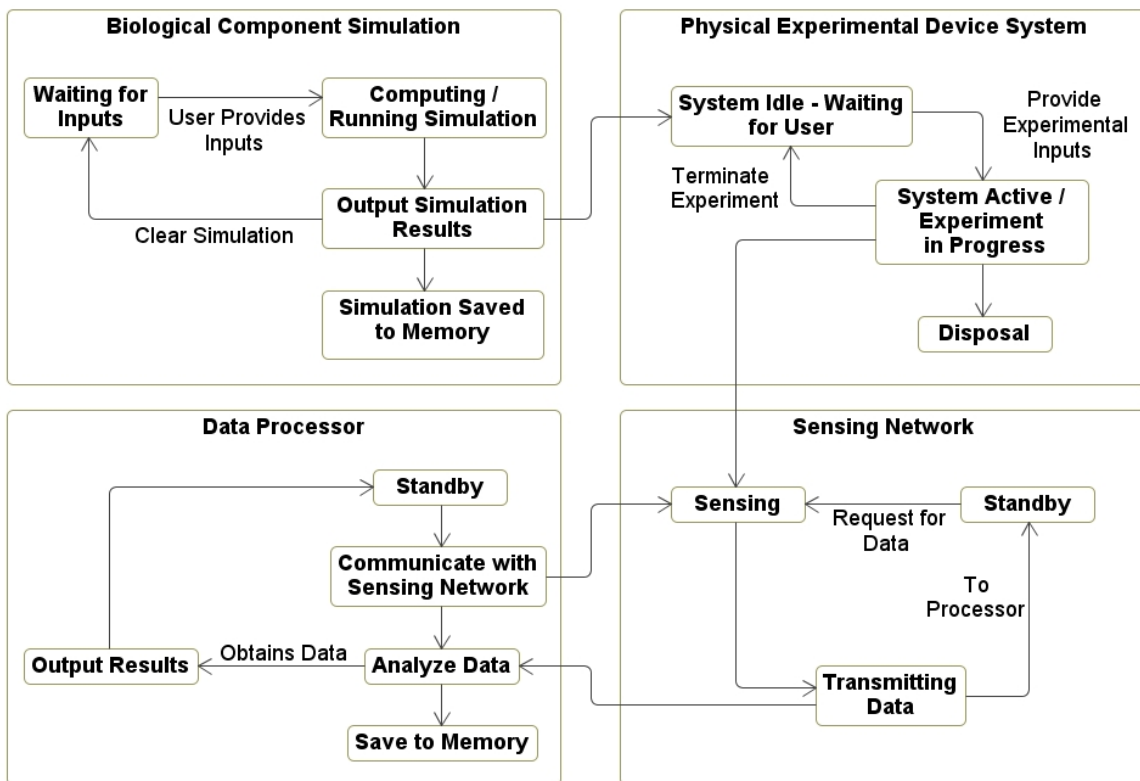 Biological Component Simulation
Waiting for
Inputs
User Provides
Inputs
Computing /
Running Simulation
Output Simulation
Results
Clear Simulation
Simulation Saved
to Memory
Physical Experimental Device System
System Idle - Waiting
for User
Provide
Experimental
Inputs
Terminate
Experiment
System Active /
Experiment
in Progress
Disposal
Data Processor
Standby
Communicate with
Sensing Network
Output Results
Obtains Data
Analyze Data
Save to Memory
Sensing Network
Sensing
Request for
Data
Standby
To
Processor
Transmitting
Data